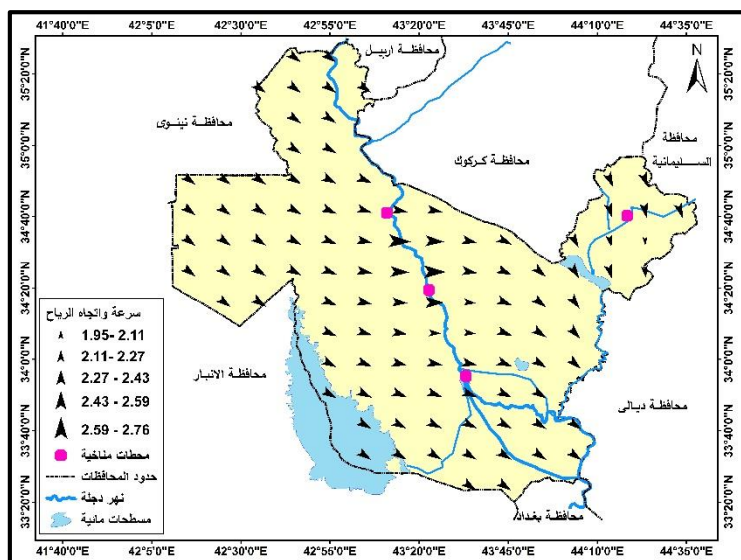 41°40'0"E 42°5'0"E 42°30'0"E 42°55'0"E 43°20'0"E 43°45'0"E 44°10'0"E 44°35'0"E
محافظة اربيل
N
محافظة نينوى
محافظة
السليمانية
محافظة كركوك
35°20'0"N 35°20'0"N
35°0'0"N 35°0'0"N
34°40'0"N 34°40'0"N
34°20'0"N 34°20'0"N
34°0'0"N 34°0'0"N
33°40'0"N 33°40'0"N
33°20'0"N 33°20'0"N
سرعة واتجاه الرياح
1.95- 2.11
2.11- 2.27
2.27 - 2.43
2.43 - 2.59
2.59 - 2.76
محطات مناخية
حدود المحافظات
نهر دجلة
مسطحات مائية
محافظة الانبار
محافظة ديالى
محافظة بغداد
41°40'0"E 42°5'0"E 42°30'0"E 42°55'0"E 43°20'0"E 43°45'0"E 44°10'0"E 44°35'0"E